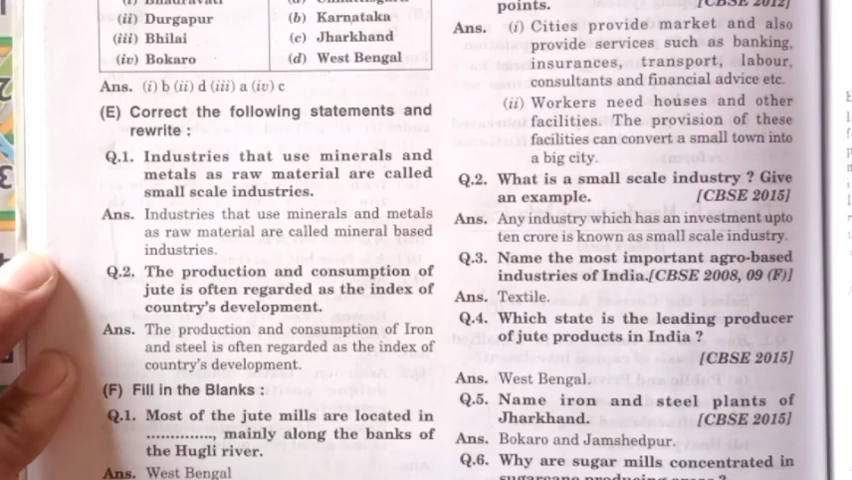 (ii) Durgapur (b) Karnataka
(iii) Bhilai (c) Jharkhand
(iv) Bokaro (d) West Bengal
Ans. (i) b (ii) d (iii) a (iv) c
(E) Correct the following statements and
rewrite :
Q.1. Industries that use minerals and
metals as raw material are called
small scale industries.
Ans. Industries that use minerals and metals
as raw material are called mineral based
industries.
Q.2. The production and consumption of
jute is often regarded as the index of
country's development.
Ans. The production and consumption of Iron
and steel is often regarded as the index of
country's development.
(F) Fill in the Blanks :
Q.1. Most of the jute mills are located in
..............., mainly along the banks of
the Hugli river.
Ans. West Bengal
points. [CBSE 2012]
Ans. (i) Cities provide market and also
provide services such as banking,
insurances, transport, labour,
consultants and financial advice etc.
(ii) Workers need houses and other
facilities. The provision of these
facilities can convert a small town into
a big city.
Q.2. What is a small scale industry ? Give
an example. [CBSE 2015]
Ans. Any industry which has an investment upto
ten crore is known as small scale industry.
Q.3. Name the most important agro-based
industries of India.[CBSE 2008, 09 (F)]
Ans. Textile.
Q.4. Which state is the leading producer
of jute products in India ?
[CBSE 2015]
Ans. West Bengal.
Q.5. Name iron and steel plants of
Jharkhand. [CBSE 2015]
Ans. Bokaro and Jamshedpur.
Q.6. Why are sugar mills concentrated in
sugarcane producing areas ?